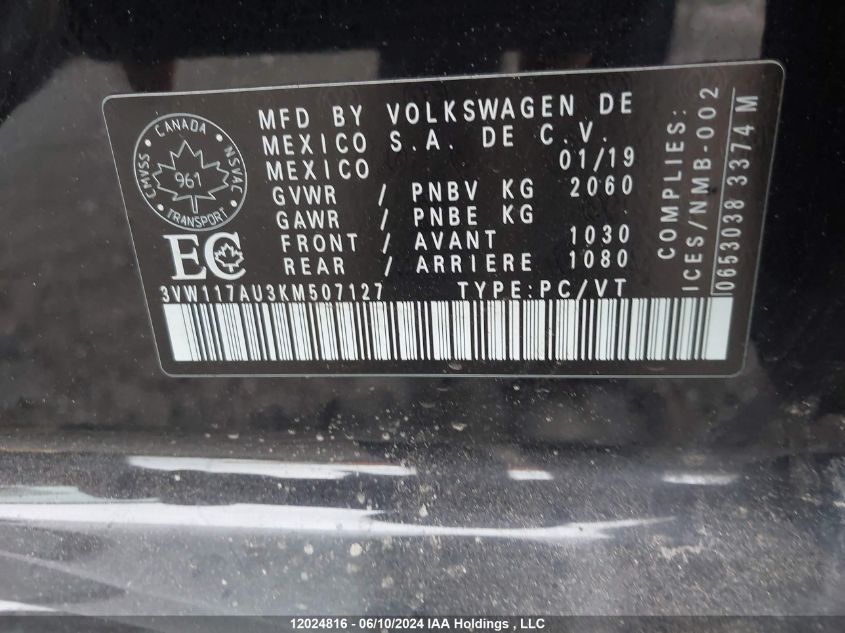 CANADA
CMVSS
NSVAC
961
TRANSPORT
EC
MFD BY VOLKSWAGEN DE
MEXICO S.A. DE C.V.
MEXICO 01/19
GVWR / PNBV KG 2060
GAWR / PNBE KG
FRONT / AVANT 1030
REAR / ARRIERE 1080
3VW117AU3KM507127 TYPE:PC/VT
COMPLIES:
ICES/NMB-002
0653038 3374 M
12024816 - 06/10/2024 IAA Holdings , LLC